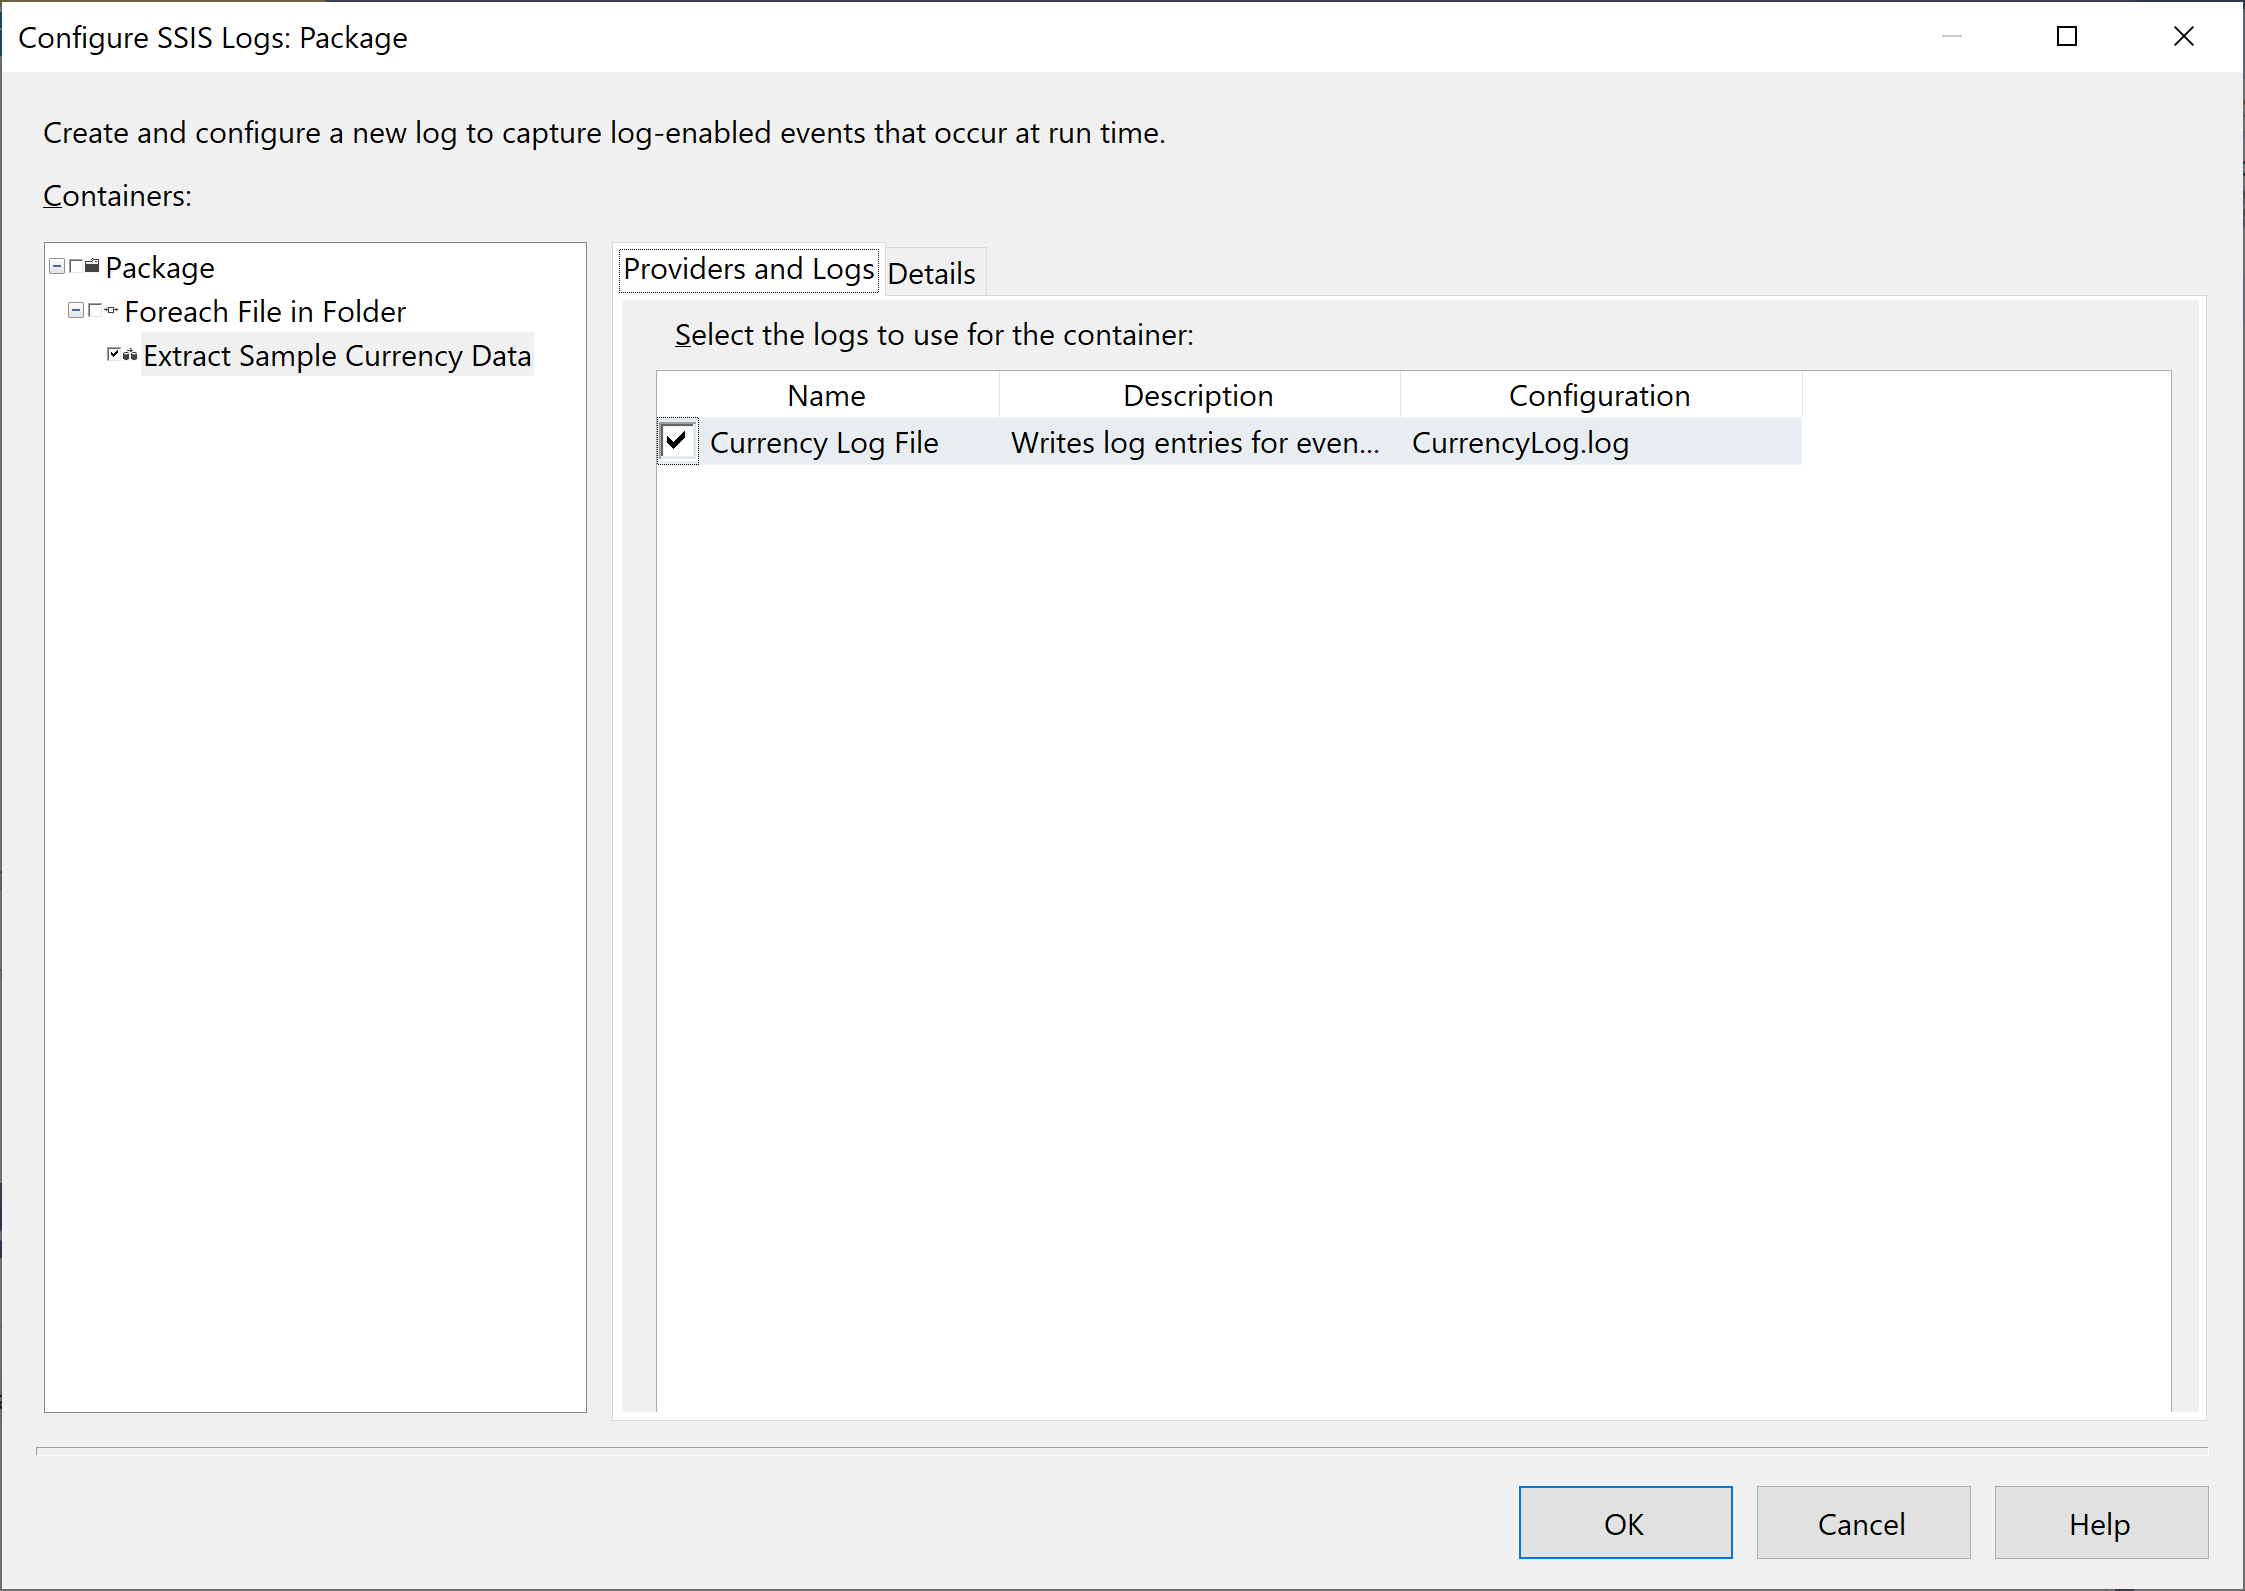 Configure SSIS Logs: Package
Create and configure a new log to capture log-enabled events that occur at run time.
Containers:
Package
Foreach File in Folder
Extract Sample Currency Data
Providers and Logs Details
Select the logs to use for the container:
Name Description Configuration
Currency Log File Writes log entries for even... CurrencyLog.log
OK Cancel Help